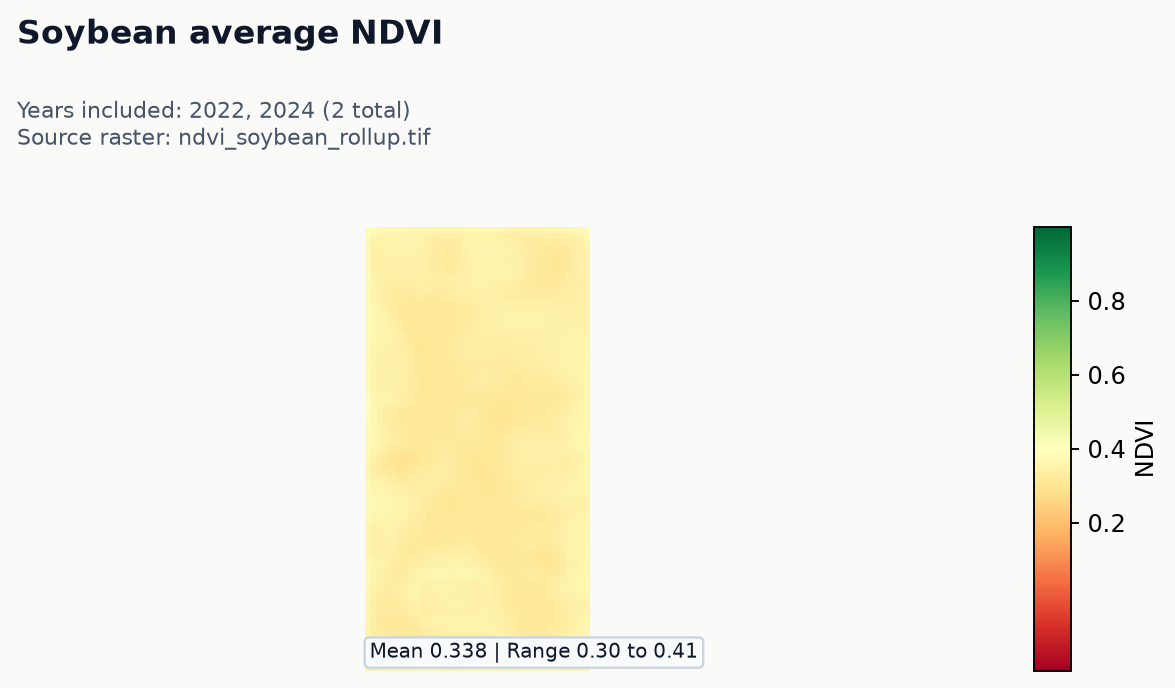 Soybean average NDVI
Years included: 2022, 2024 (2 total)
Source raster: ndvi_soybean_rollup.tif
0.8
0.6
0.4
0.2
NDVI
Mean 0.338 | Range 0.30 to 0.41